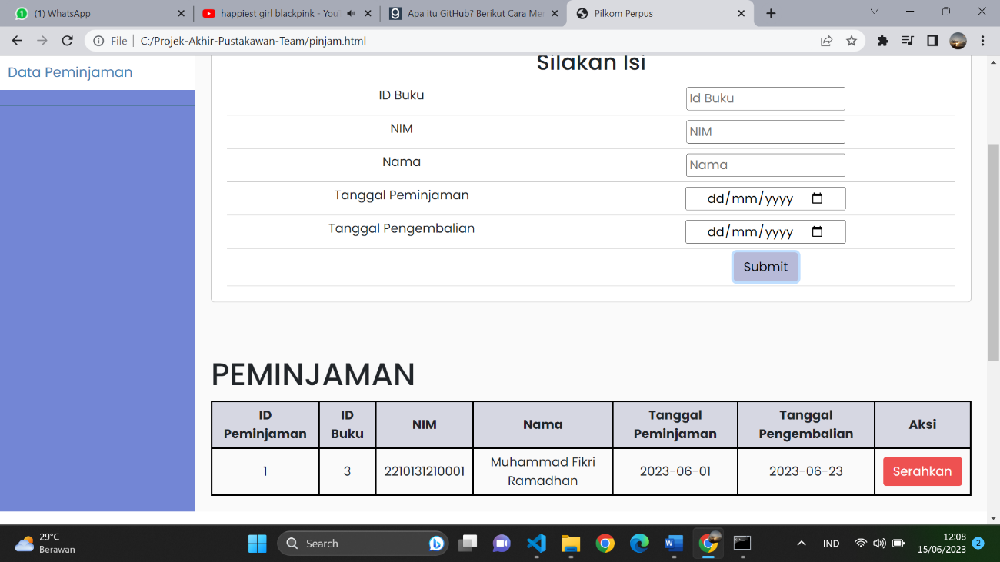 (1) WhatsApp
happiest girl blackpink - You
Apa itu GitHub? Berikut Cara Me
Pilkom Perpus
File
C:/Projek-Akhir-Pustakawan-Team/pinjam.html
Data Peminjaman
Silakan Isi
ID Buku
Id Buku
NIM
NIM
Nama
Nama
Tanggal Peminjaman
dd/mm/yyyy
Tanggal Pengembalian
dd/mm/yyyy
Submit
PEMINJAMAN
ID Peminjaman
ID Buku
NIM
Nama
Tanggal Peminjaman
Tanggal Pengembalian
Aksi
1
3
2210131210001
Muhammad Fikri
Ramadhan
2023-06-01
2023-06-23
Serahkan
29°C
Berawan
Search
IND
12:08
15/06/2023
2